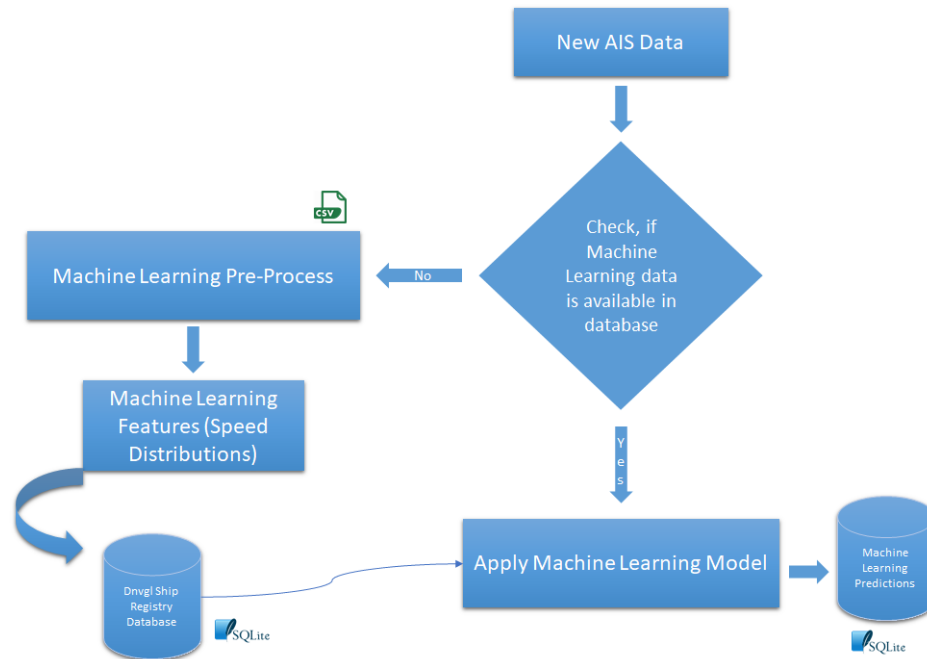 New AIS Data
Check, if
Machine
Learning data
is available in
database
No
CSV
Machine Learning Pre-Process
Machine Learning
Features (Speed
Distributions)
Yes
Dnvgl Ship
Registry
Database
SQLite
Apply Machine Learning Model
Machine
Learning
Predictions
SQLite